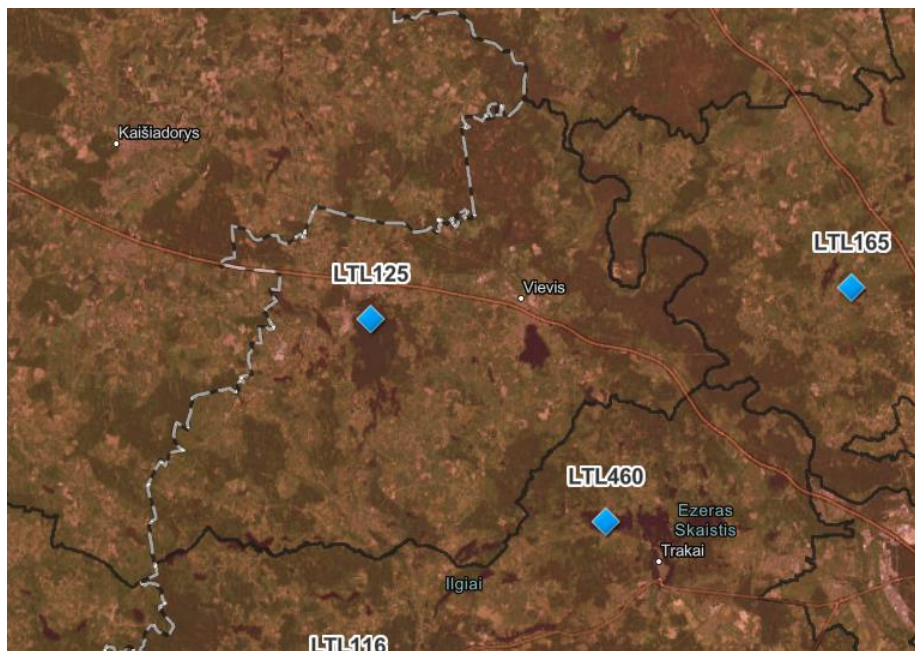 Kaišiadorys
LTL165
LTL125
Vievis
LTL460
Ezeras
Skaistis
Trakai
Ilgiai
LTL116